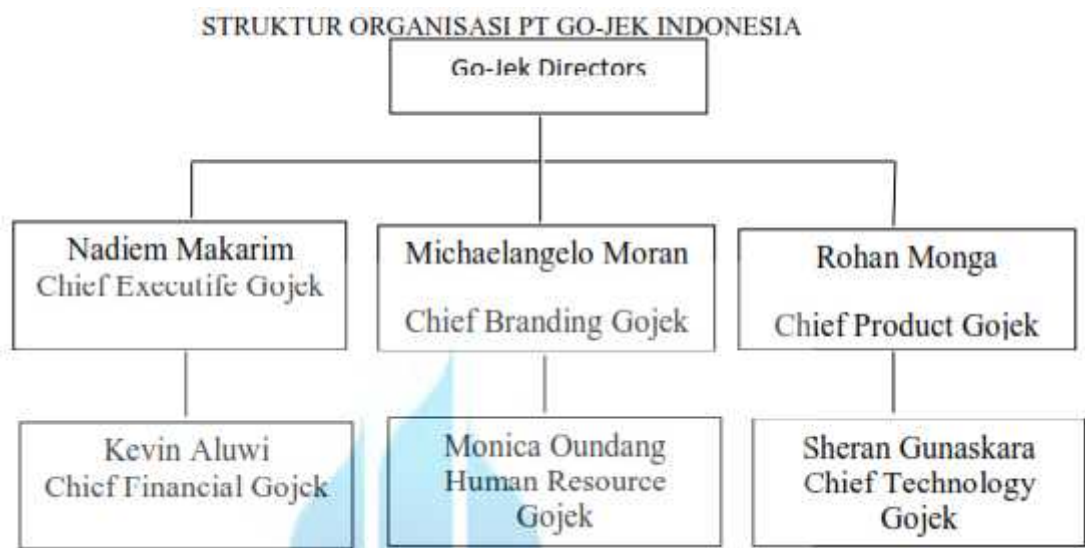 STRUKTUR ORGANISASI PT GO-JEK INDONESIA
Go-Jek Directors
Nadiem Makarim
Chief Executife Gojek
Michaelangelo Moran
Chief Branding Gojek
Rohan Monga
Chief Product Gojek
Kevin Aluwi
Chief Financial Gojek
Monica Oundang
Human Resource
Gojek
Sheran Gunaskara
Chief Technology
Gojek